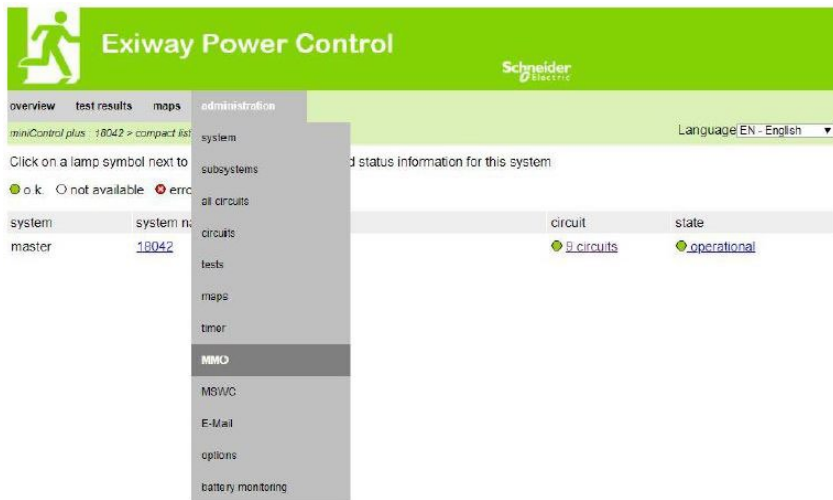 Exiway Power Control
Schneider
Electric
overview test results maps administration
miniControl plus : 18042 > compact list
Language EN - English
system
Click on a lamp symbol next to d status information for this system
subsystems
o.k. not available erro
all circuits
system system na circuit state
circuits
master 18042 9 circuits operational
tests
maps
timer
MMO
MSWC
E-Mail
options
battery monitoring